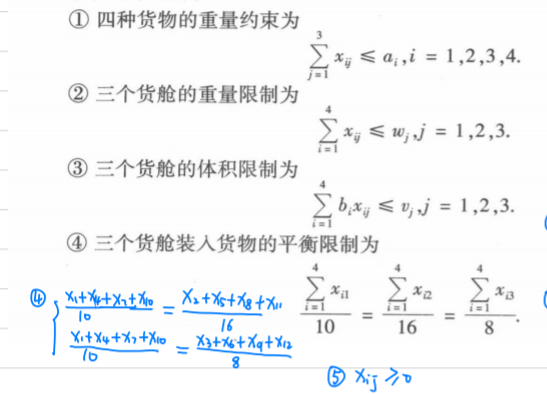 ① 四种货物的重量约束为
\sum_{j=1}^{3} x_{ij} ≤ a_i, i = 1,2,3,4.
② 三个货舱的重量限制为
\sum_{i=1}^{4} x_{ij} ≤ w_j, j = 1,2,3.
③ 三个货舱的体积限制为
\sum_{i=1}^{4} b_i x_{ij} ≤ v_j, j = 1,2,3.
④ 三个货舱装入货物的平衡限制为
\frac{\sum_{i=1}^{4} x_{i1}}{10} = \frac{\sum_{i=1}^{4} x_{i2}}{16} = \frac{\sum_{i=1}^{4} x_{i3}}{8}.
④ { \frac{x_1+x_4+x_7+x_{10}}{10} = \frac{x_2+x_5+x_8+x_{11}}{16}
\frac{x_1+x_4+x_7+x_{10}}{10} = \frac{x_3+x_6+x_9+x_{12}}{8}
⑤ x_{ij} ≥ 0